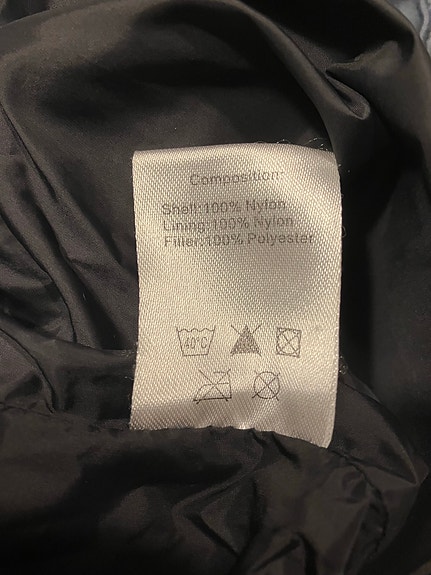 Composition:
Shell:100% Nylon
Lining:100% Nylon
Filler:100% Polyester
40°C